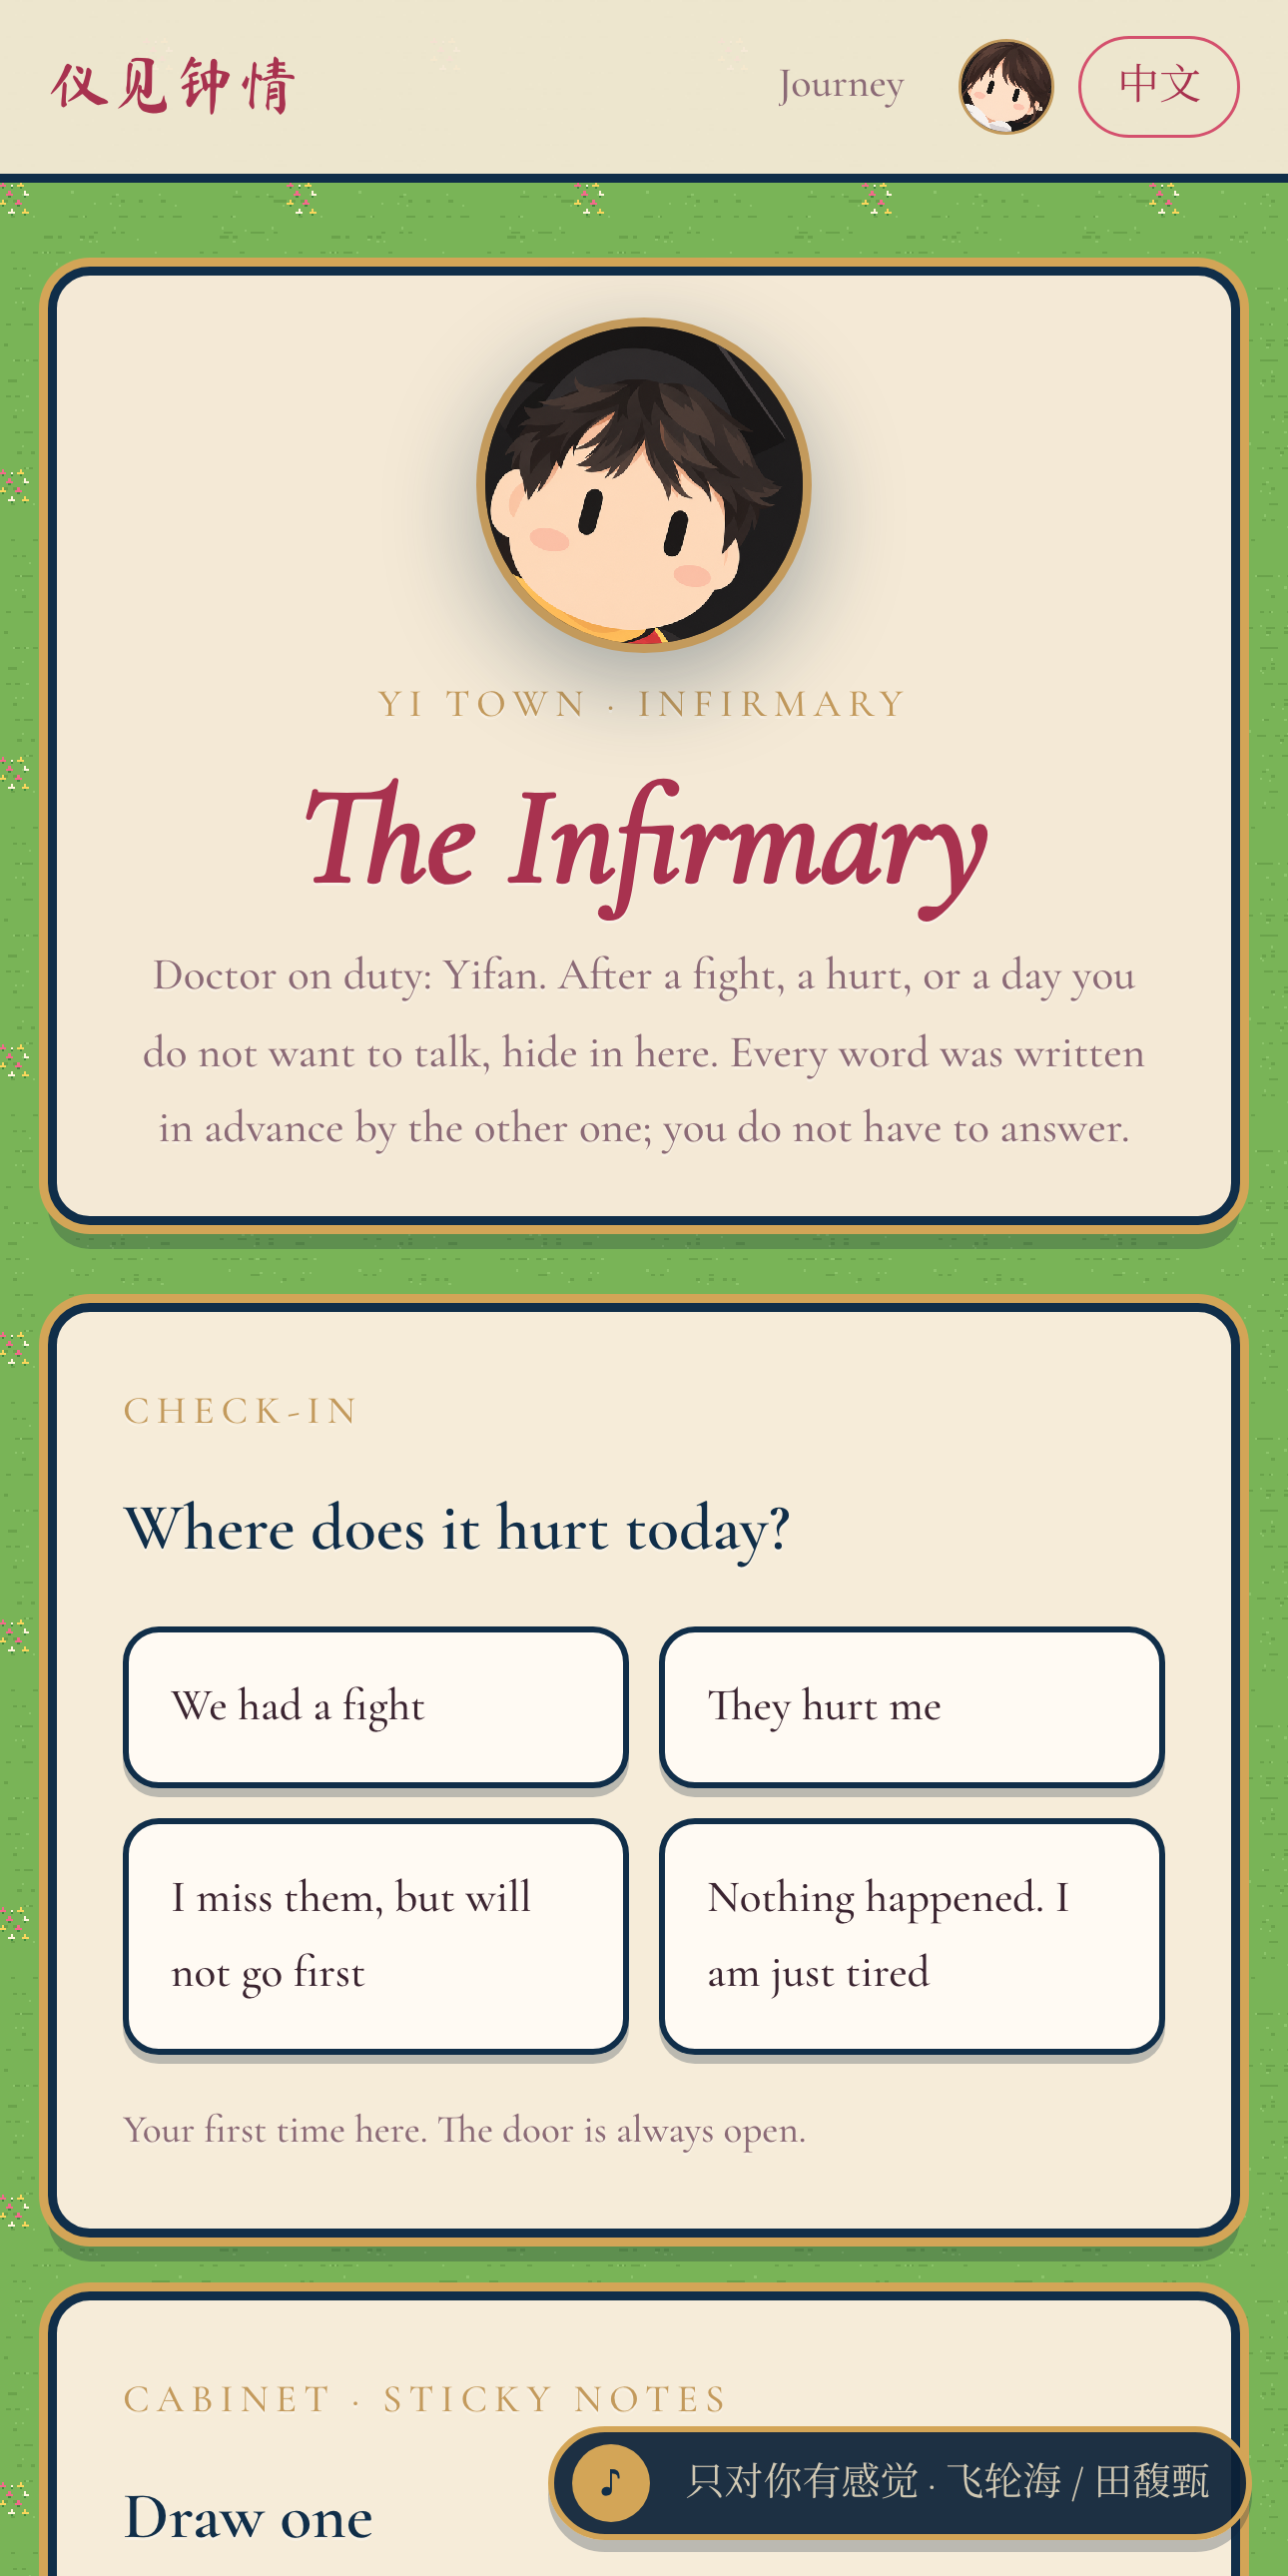 仪见钟情
Journey
中文
YI TOWN · INFIRMARY
The Infirmary
Doctor on duty: Yifan. After a fight, a hurt, or a day you
do not want to talk, hide in here. Every word was written
in advance by the other one; you do not have to answer.
CHECK-IN
Where does it hurt today?
We had a fight
They hurt me
I miss them, but will
not go first
Nothing happened. I
am just tired
Your first time here. The door is always open.
CABINET · STICKY NOTES
Draw one
♪ 只对你有感觉 · 飞轮海 / 田馥甄